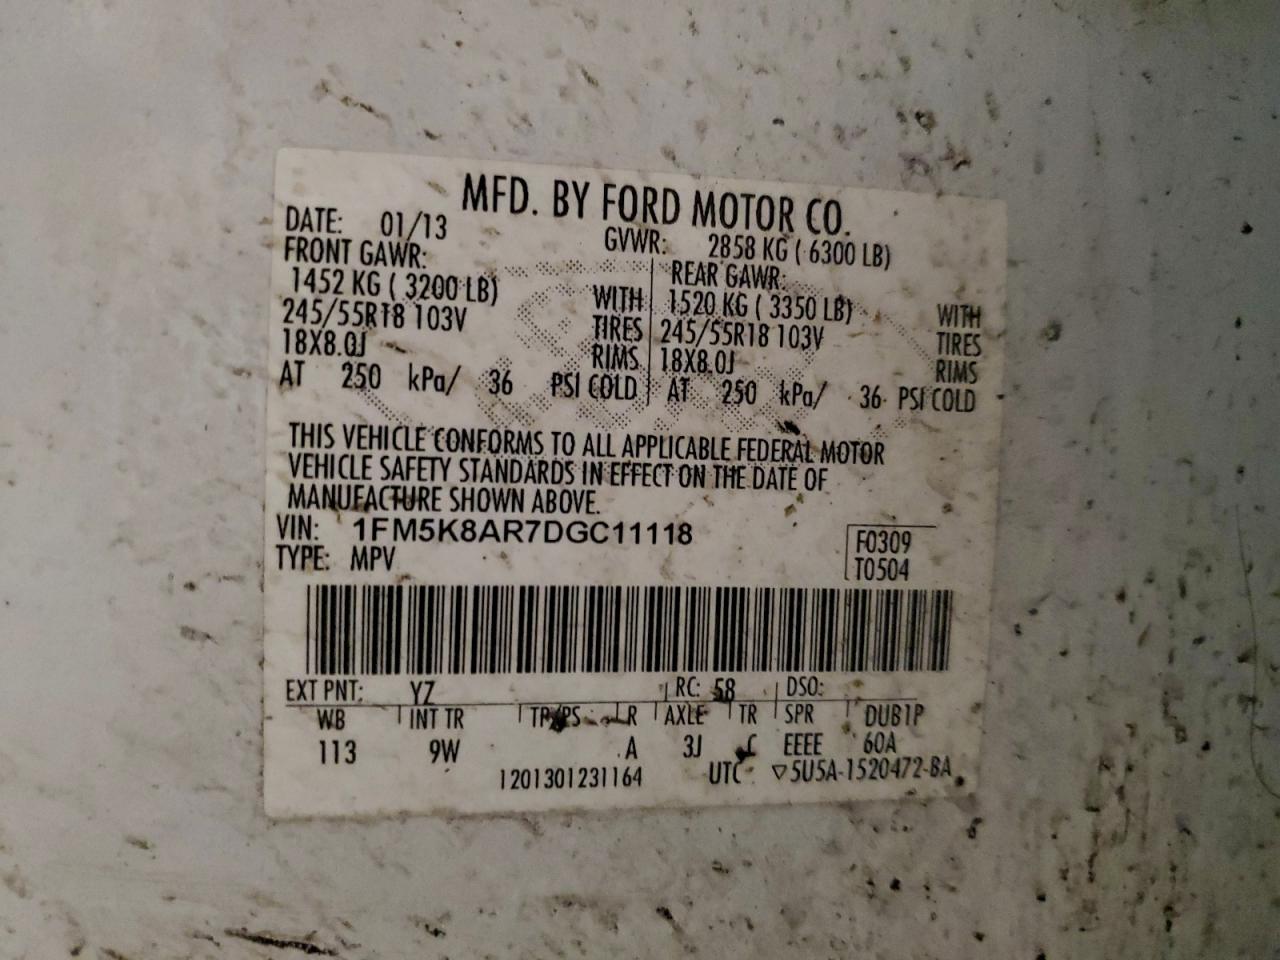 MFD. BY FORD MOTOR CO.
DATE: 01/13 GVWR: 2858 KG ( 6300 LB)
FRONT GAWR: REAR GAWR:
1452 KG ( 3200 LB) WITH 1520 KG ( 3350 LB) WITH
245/55R18 103V TIRES 245/55R18 103V TIRES
18X8.0J RIMS 18X8.0J RIMS
AT 250 kPa/ 36 PSI COLD AT 250 kPa/ 36 PSI COLD
THIS VEHICLE CONFORMS TO ALL APPLICABLE FEDERAL MOTOR
VEHICLE SAFETY STANDARDS IN EFFECT ON THE DATE OF
MANUFACTURE SHOWN ABOVE.
VIN: 1FM5K8AR7DGC11118 F0309
TYPE: MPV T0504
EXT PNT: YZ RC: 58 DSO:
WB INT TR TP/PS R AXLE TR SPR DUB1P
113 9W A 3J C EEEE 60A
1201301231164 UTC ▽5U5A-1520472-BA